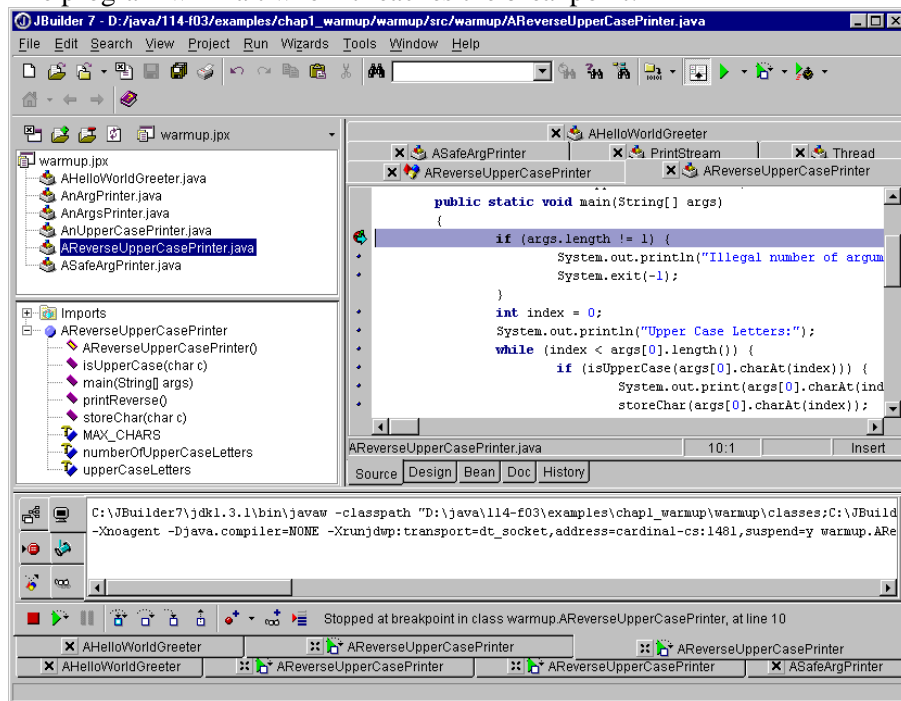 JBuilder 7 - D:/java/114-f03/examples/chap1_warmup/warmup/src/warmup/AReverseUpperCasePrinter.java
File Edit Search View Project Run Wizards Tools Window Help
warmup.jpx
warmup.jpx
AHelloWorldGreeter.java
AnArgPrinter.java
AnArgsPrinter.java
AnUpperCasePrinter.java
AReverseUpperCasePrinter.java
ASafeArgPrinter.java
Imports
AReverseUpperCasePrinter
AReverseUpperCasePrinter()
isUpperCase(char c)
main(String[] args)
printReverse()
storeChar(char c)
MAX_CHARS
numberOfUpperCaseLetters
upperCaseLetters
AHelloWorldGreeter
ASafeArgPrinter PrintStream Thread
AReverseUpperCasePrinter AReverseUpperCasePrinter
public static void main(String[] args)
{
if (args.length != 1) {
System.out.println("Illegal number of argum
System.exit(-1);
}
int index = 0;
System.out.println("Upper Case Letters:");
while (index < args[0].length()) {
if (isUpperCase(args[0].charAt(index))) {
System.out.print(args[0].charAt(ind
storeChar(args[0].charAt(index));
AReverseUpperCasePrinter.java 10:1 Insert
Source Design Bean Doc History
C:\JBuilder7\jdk1.3.1\bin\javaw -classpath "D:\java\114-f03\examples\chap1_warmup\warmup\classes;C:\JBuild
-Xnoagent -Djava.compiler=NONE -Xrunjdwp:transport=dt_socket,address=cardinal-cs:1481,suspend=y warmup.ARe
Stopped at breakpoint in class warmup.AReverseUpperCasePrinter, at line 10
AHelloWorldGreeter AReverseUpperCasePrinter AReverseUpperCasePrinter
AHelloWorldGreeter AReverseUpperCasePrinter AReverseUpperCasePrinter ASafeArgPrinter